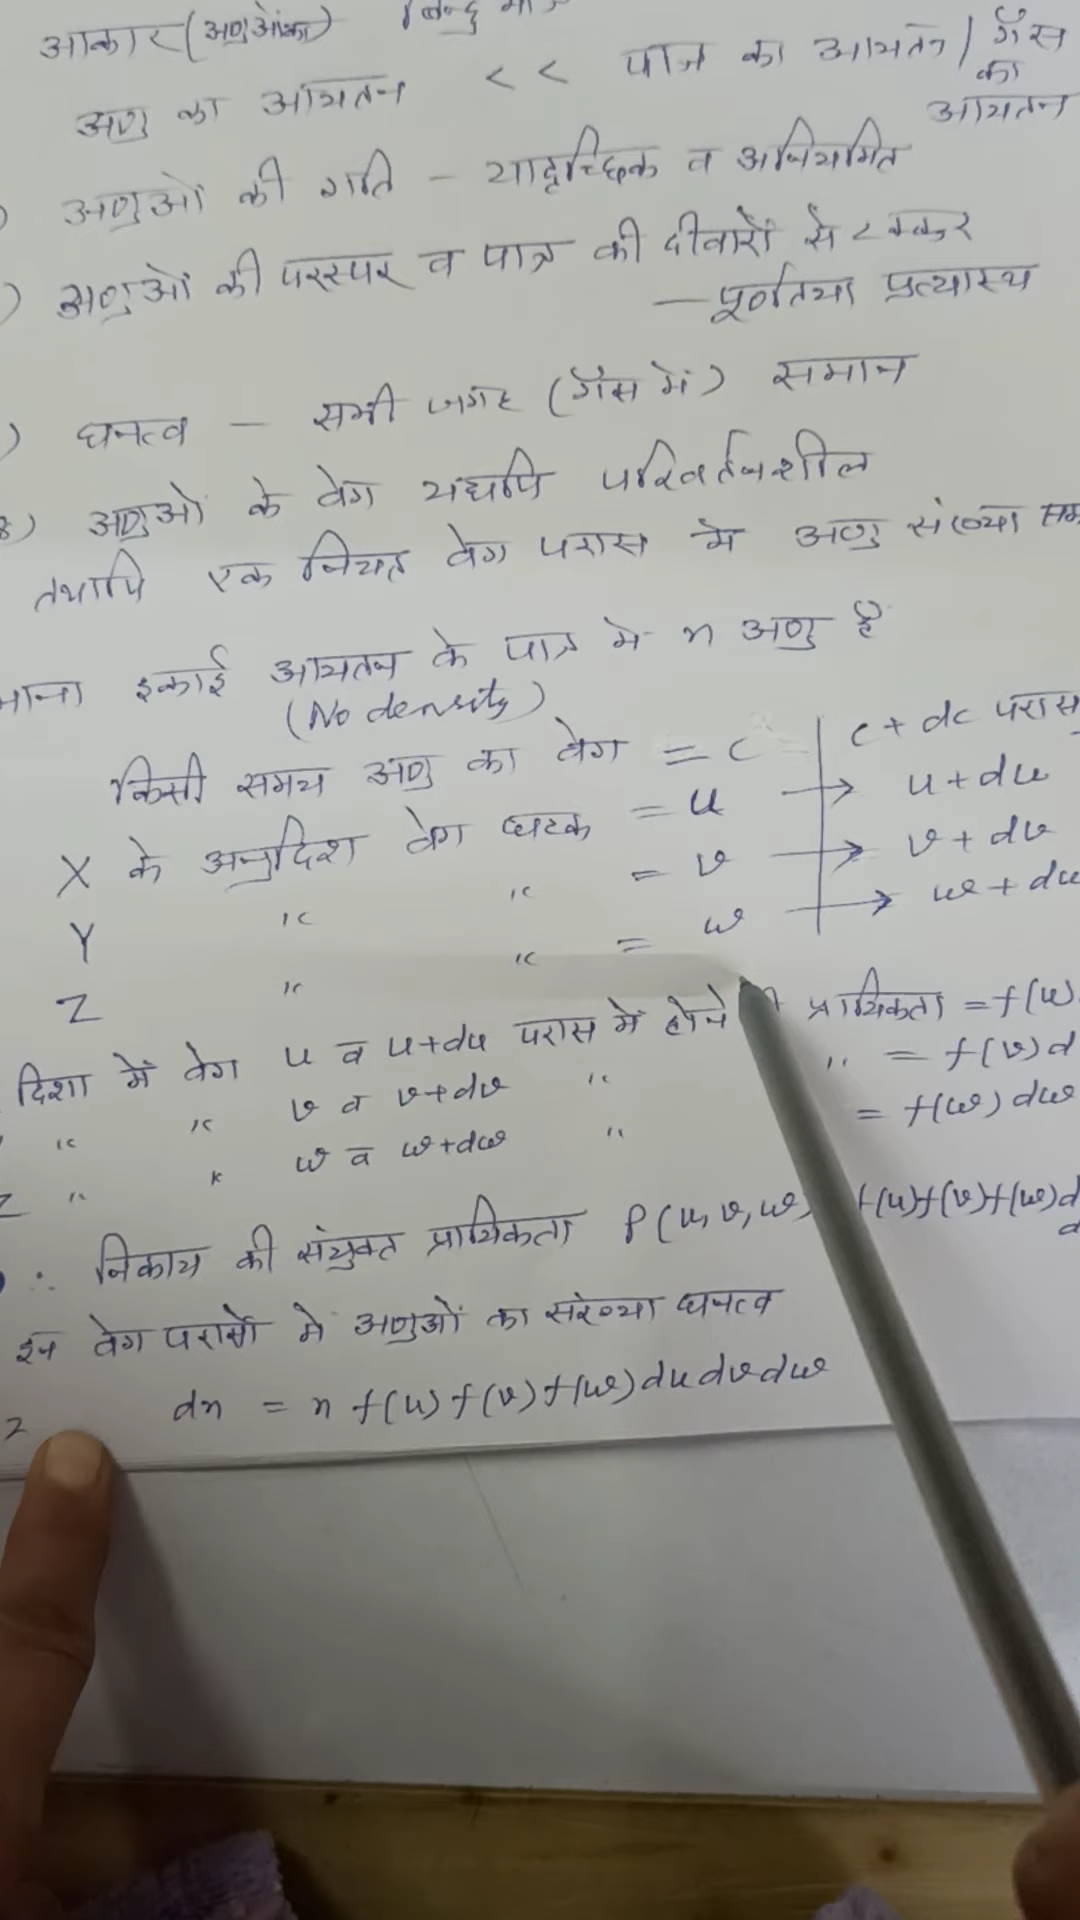 आकार (अणुओं का) बिन्दु
अणु का आयतन << पात्र का आयतन / गैस का आयतन
अणुओं की गति - यादृच्छिक व अनियमित
) अणुओं की परस्पर व पात्र की दीवारों से टक्कर
— पूर्णतया प्रत्यास्थ
) घनत्व — सभी जगह (गैस में) समान
8) अणुओं के वेग यद्यपि परिवर्तनशील
तथापि एक नियत वेग परास मे अणु संख्या सम
माना इकाई आयतन के पात्र मे n अणु है
(No density)
किसी समय अणु का वेग = c | c + dc परास
X के अनुदिश वेग घटक = u → u + du
Y " " = v → v + dv
Z " " = w → w + dw
दिशा में वेग u व u+du परास में होने प्रायिकता = f(u)
" " v व v+dv " " = f(v) d
Z " " w व w+dw " = f(w) dw
∴ निकाय की संयुक्त प्रायिकता P(u, v, w) f(u) f(v) f(w) d
इन वेग परासों मे अणुओं का संख्या घनत्व
dn = n f(u) f(v) f(w) du dv dw